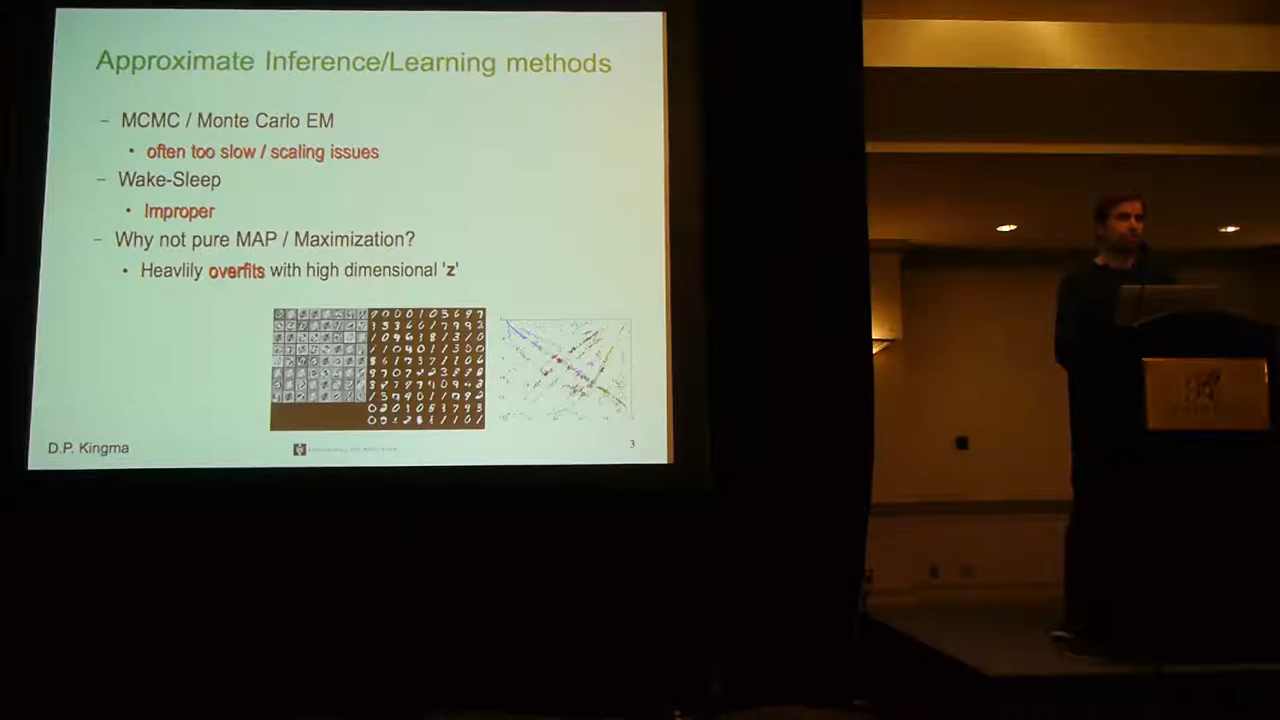 Approximate Inference/Learning methods
– MCMC / Monte Carlo EM
• often too slow / scaling issues
– Wake-Sleep
• Improper
– Why not pure MAP / Maximization?
• Heavlily overfits with high dimensional 'z'
D.P. Kingma
3